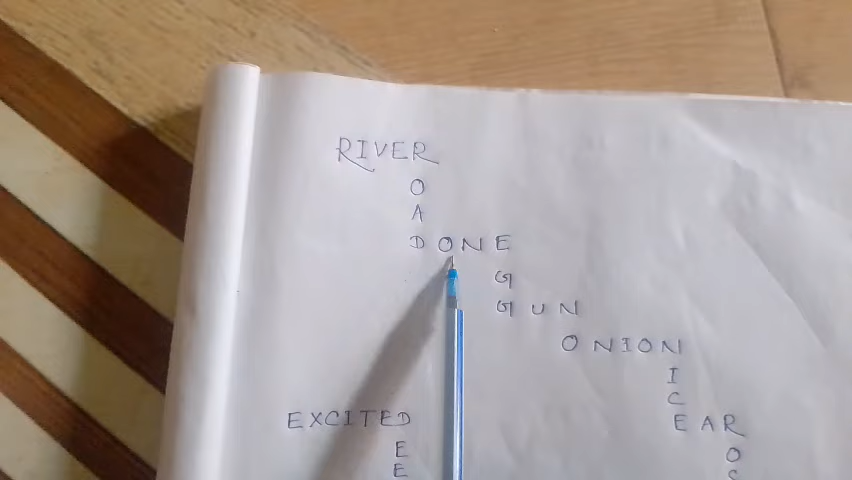 RIVER
O
A
DONE
G
GUN
ONION
I
C
EXCITED EAR
E O
E S